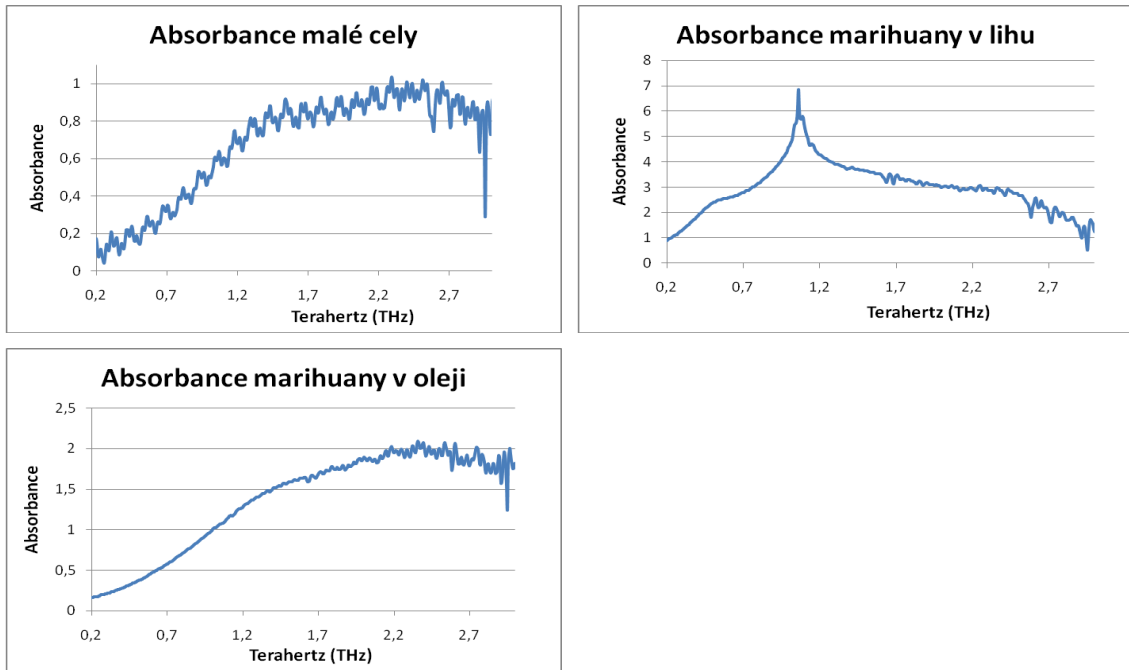 Absorbance malé cely
Absorbance
1
0,8
0,6
0,4
0,2
0
0,2 0,7 1,2 1,7 2,2 2,7
Terahertz (THz)
Absorbance marihuany v lihu
Absorbance
8
7
6
5
4
3
2
1
0
0,2 0,7 1,2 1,7 2,2 2,7
Terahertz (THz)
Absorbance marihuany v oleji
Absorbance
2,5
2
1,5
1
0,5
0
0,2 0,7 1,2 1,7 2,2 2,7
Terahertz (THz)